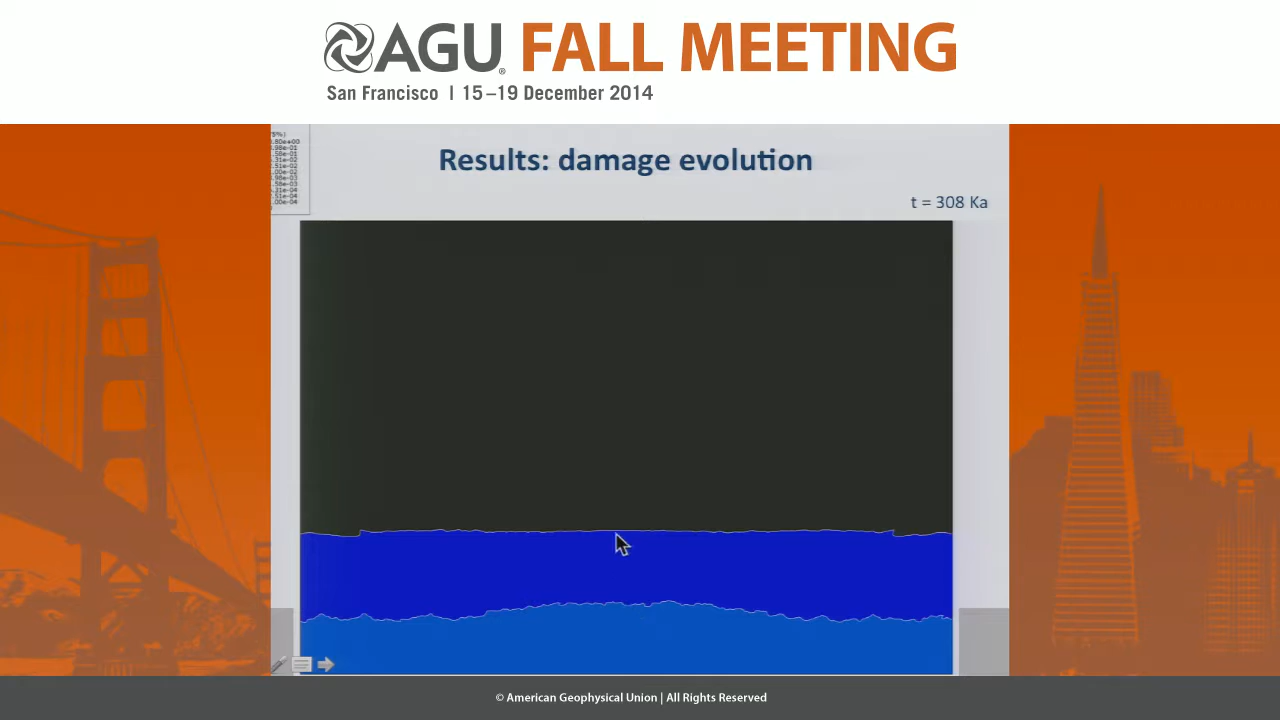 AGU® FALL MEETING
San Francisco | 15–19 December 2014
Results: damage evolution
t = 308 Ka
© American Geophysical Union | All Rights Reserved